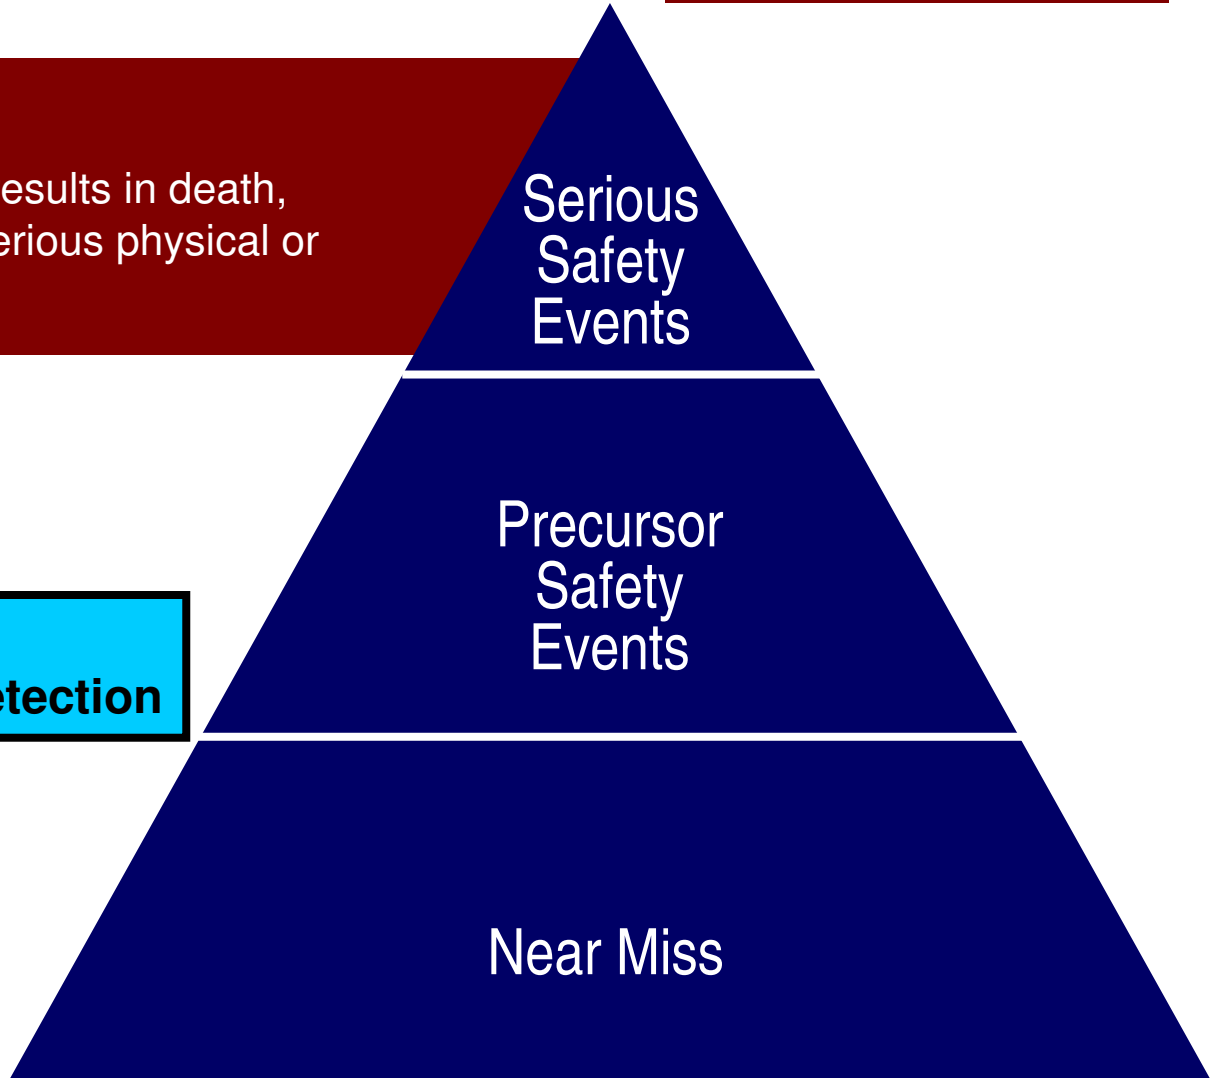 esults in death,
erious physical or
Serious
Safety
Events
Precursor
Safety
Events
etection
Near Miss